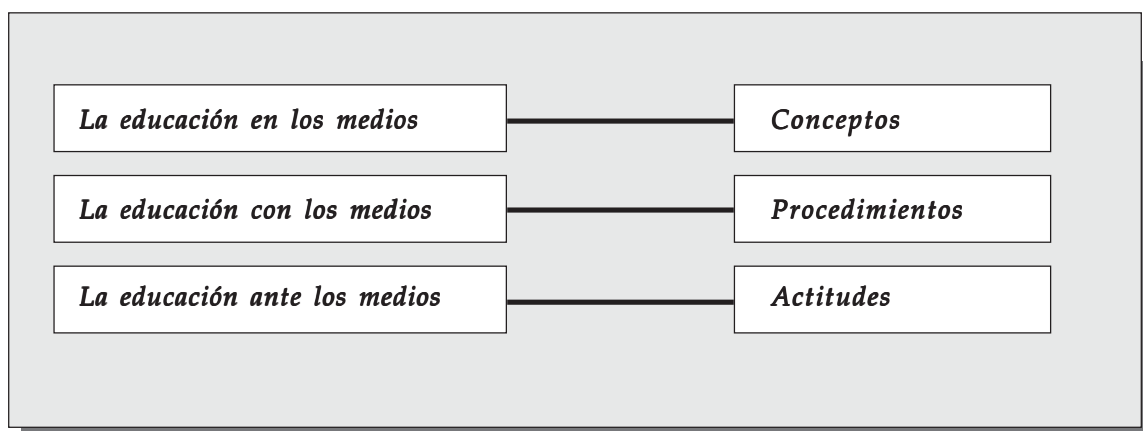 La educación en los medios
Conceptos
La educación con los medios
Procedimientos
La educación ante los medios
Actitudes